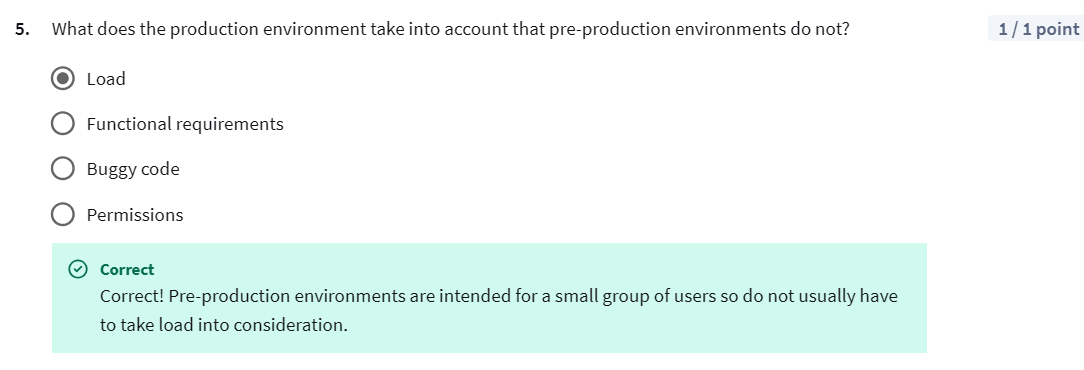 5. What does the production environment take into account that pre-production environments do not?
1 / 1 point
Load
Functional requirements
Buggy code
Permissions
Correct
Correct! Pre-production environments are intended for a small group of users so do not usually have
to take load into consideration.